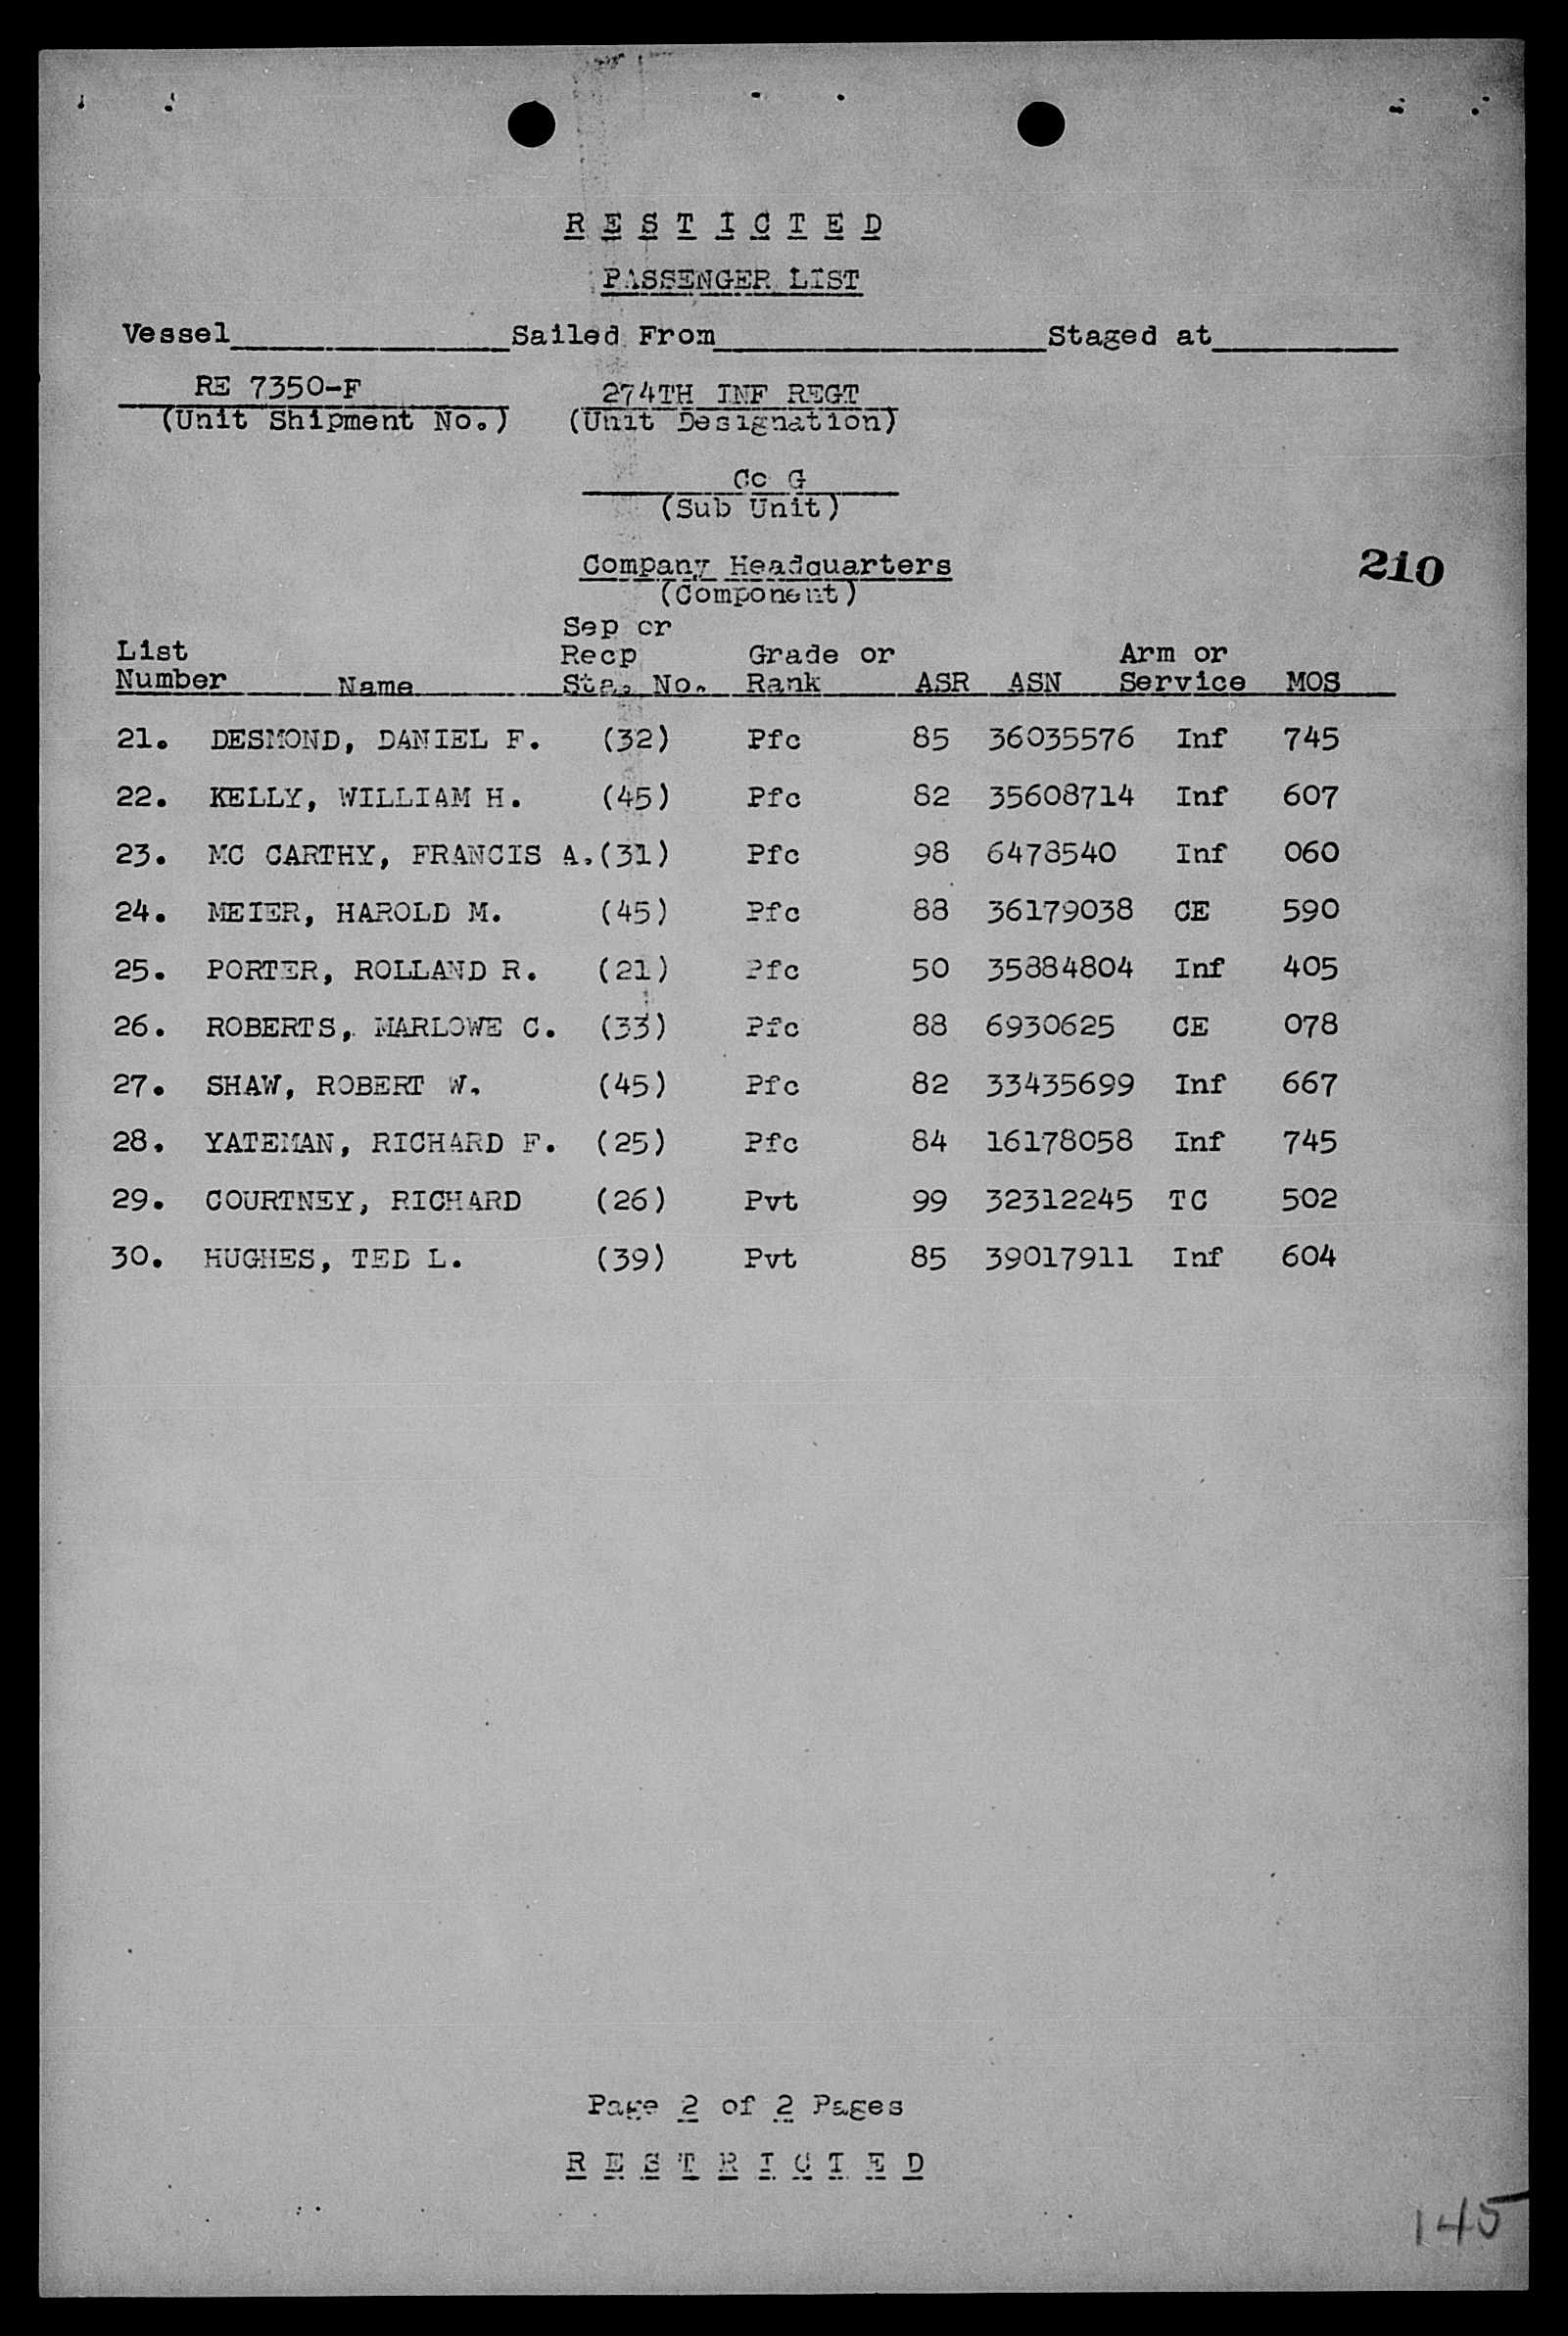 R E S T I C T E D
PASSENGER LIST
Vessel_______________Sailed From__________________Staged at__________
RE 7350-F 274TH INF REGT
(Unit Shipment No.) (Unit Designation)
Co G
(Sub Unit)
Company Headquarters 210
(Component)
Sep or
List Recp Grade or Arm or
Number Name Sta. No. Rank ASR ASN Service MOS
21. DESMOND, DANIEL F. (32) Pfc 85 36035576 Inf 745
22. KELLY, WILLIAM H. (45) Pfc 82 35608714 Inf 607
23. MC CARTHY, FRANCIS A.(31) Pfc 98 6478540 Inf 060
24. MEIER, HAROLD M. (45) Pfc 88 36179038 CE 590
25. PORTER, ROLLAND R. (21) Pfc 50 35884804 Inf 405
26. ROBERTS, MARLOWE C. (33) Pfc 88 6930625 CE 078
27. SHAW, ROBERT W. (45) Pfc 82 33435699 Inf 667
28. YATEMAN, RICHARD F. (25) Pfc 84 16178058 Inf 745
29. COURTNEY, RICHARD (26) Pvt 99 32312245 TC 502
30. HUGHES, TED L. (39) Pvt 85 39017911 Inf 604
Page 2 of 2 Pages
R E S T R I C T E D
145